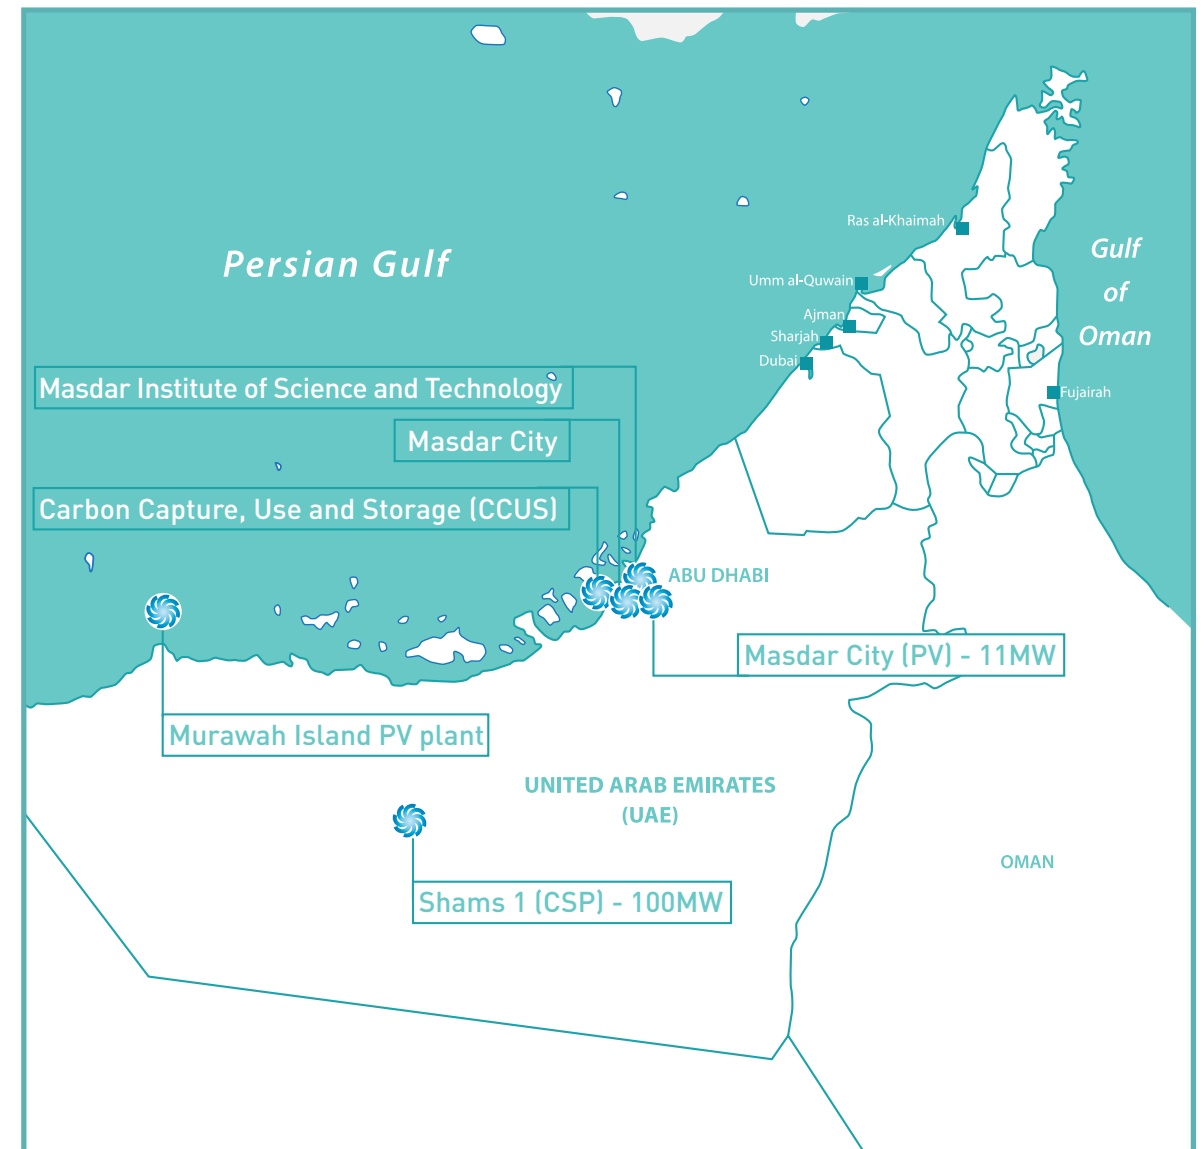 Ras al-Khaimah
Persian Gulf
Gulf
of
Oman
Umm al-Quwain
Ajman
Sharjah
Dubai
Masdar Institute of Science and Technology
Fujairah
Masdar City
Carbon Capture, Use and Storage (CCUS)
ABU DHABI
Masdar City (PV) - 11MW
Murawah Island PV plant
UNITED ARAB EMIRATES
(UAE)
OMAN
Shams 1 (CSP) - 100MW